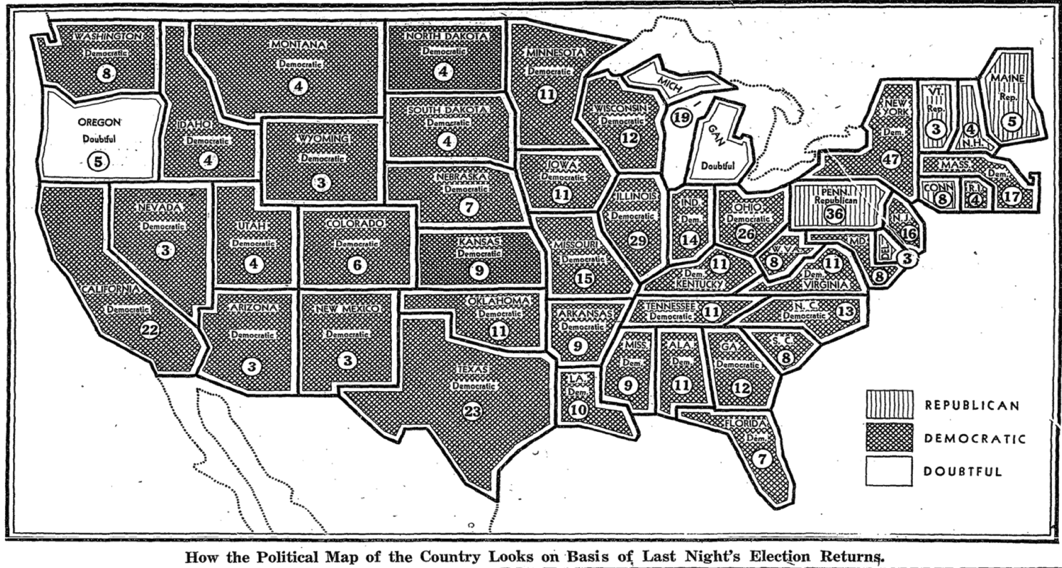 WASHINGTON
Democratic
8
OREGON
Doubtful
5
IDAHO
Democratic
4
MONTANA
Democratic
4
WYOMING
Democratic
3
NORTH DAKOTA
Democratic
4
SOUTH DAKOTA
Democratic
4
NEBRASKA
Democratic
7
KANSAS
Democratic
9
OKLAHOMA
Democratic
11
TEXAS
Democratic
23
NEVADA
Democratic
3
CALIFORNIA
Democratic
22
UTAH
Democratic
4
COLORADO
Democratic
6
ARIZONA
Democratic
3
NEW MEXICO
Democratic
3
MINNESOTA
Democratic
11
IOWA
Democratic
11
MISSOURI
Democratic
15
ARKANSAS
Democratic
9
LA.
Dem.
10
WISCONSIN
Democratic
12
ILLINOIS
Democratic
29
MICH
IGAN
19
Doubtful
IND.
Dem.
14
OHIO
Democratic
26
11
Dem.
KENTUCKY
TENNESSEE
Democratic
11
MISS.
Dem.
9
ALA.
Dem.
11
GA.
Democratic
12
FLORIDA
Dem.
7
S. C.
8
N. C.
Democratic
13
11
Dem.
VIRGINIA
W. VA.
8
MD.
8
DEL.
3
PENN.
Republican
36
N. J.
16
NEW
YORK
Dem.
47
VT.
Rep.
3
4
N.H.
MAINE
Rep.
5
MASS.
Dem.
17
CONN.
8
R. I.
4
REPUBLICAN
DEMOCRATIC
DOUBTFUL
How the Political Map of the Country Looks on Basis of Last Night's Election Returns.